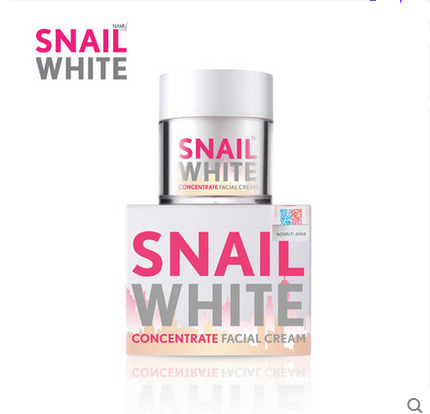 NAMU
SNAIL
WHITE
SNAIL
WHITE
CONCENTRATE FACIAL CREAM
scratch area
SNAIL
WHITE
CONCENTRATE FACIAL CREAM